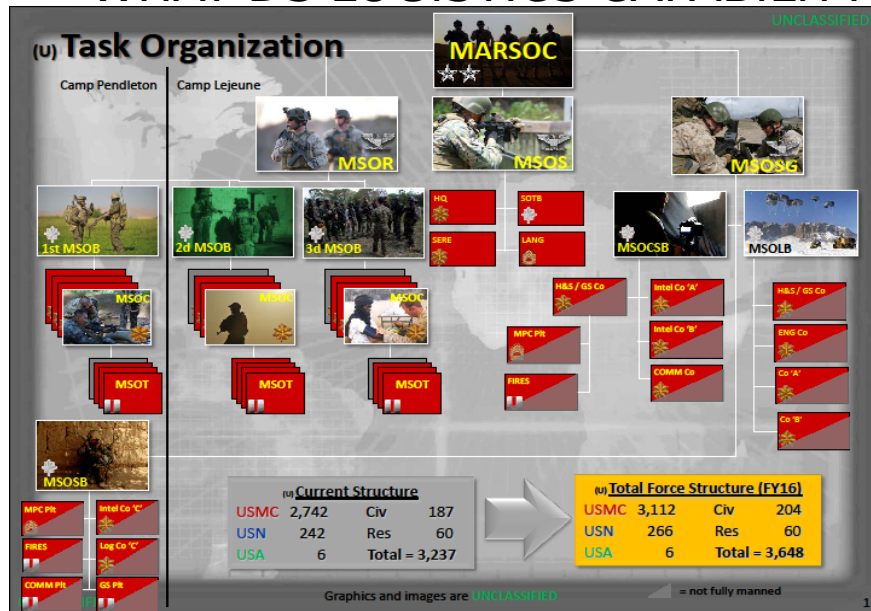 WHAT DO LOGISTICS
UNCLASSIFIED
(U) Task Organization
MARSOC
Camp Pendleton
Camp Lejeune
MSOR
MSOS
MSOSG
1st MSOB
2d MSOB
3d MSOB
HQ
SOTB
SERE
LANG
MSOCSB
MSOLB
MSOC
MSOC
MSOC
H&S / GS Co
Intel Co 'A'
H&S/ GS Co
MPC Plt
Intel Co 'B'
ENG Co
FIRES
COMM Co
Co 'A'
Co 'B'
MSOT
MSOT
MSOT
MSOSB
MPC Plt
Intel Co 'C'
FIRES
Log Co 'C'
COMM Plt
GS Plt
(U) Current Structure
USMC 2,742 Civ 187
USN 242 Res 60
USA 6 Total = 3,237
(U) Total Force Structure (FY16)
USMC 3,112 Civ 204
USN 266 Res 60
USA 6 Total = 3,648
Graphics and images are UNCLASSIFIED
= not fully manned
1